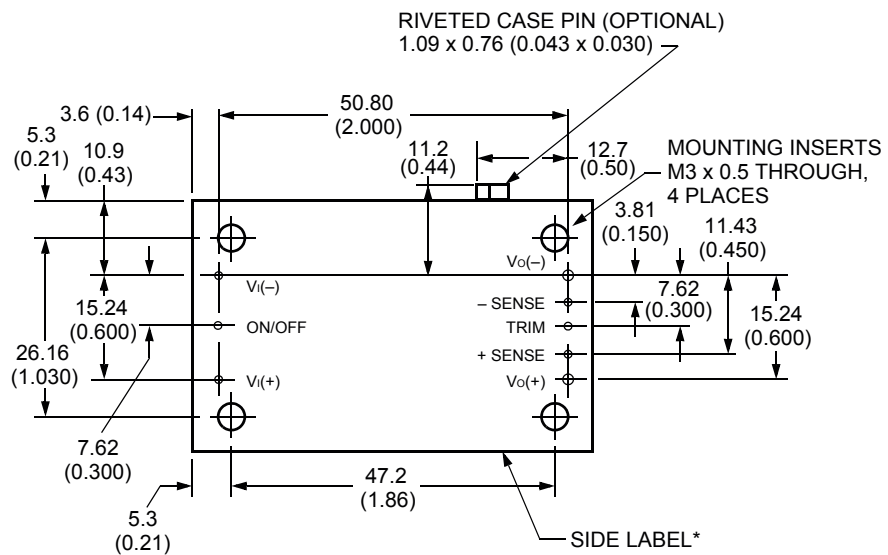 RIVETED CASE PIN (OPTIONAL)
1.09 x 0.76 (0.043 x 0.030)
3.6 (0.14)
50.80
(2.000)
5.3
(0.21)
10.9
(0.43)
11.2
(0.44)
12.7
(0.50)
MOUNTING INSERTS
M3 x 0.5 THROUGH,
4 PLACES
3.81
(0.150)
11.43
(0.450)
VO(–)
VI(–)
– SENSE
7.62
(0.300)
15.24
(0.600)
15.24
(0.600)
ON/OFF
TRIM
26.16
(1.030)
+ SENSE
VI(+)
VO(+)
7.62
(0.300)
47.2
(1.86)
5.3
(0.21)
SIDE LABEL*